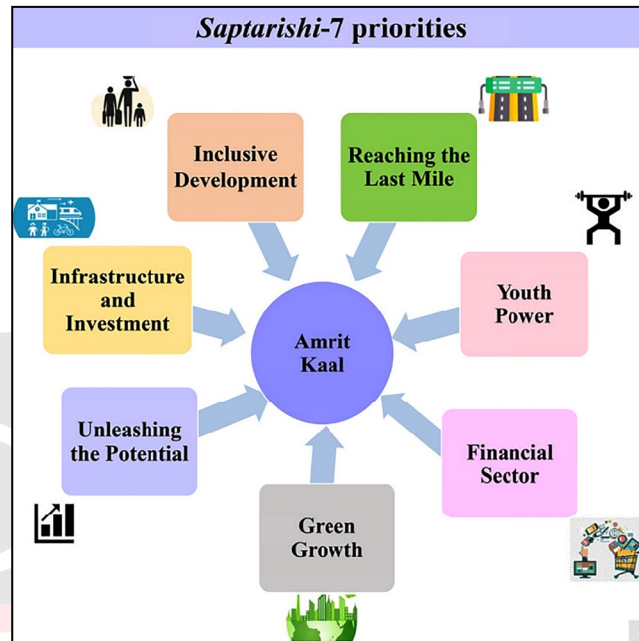 Saptarishi-7 priorities
Inclusive
Development
Reaching the
Last Mile
Infrastructure
and
Investment
Youth
Power
Amrit
Kaal
Unleashing
the Potential
Financial
Sector
Green
Growth